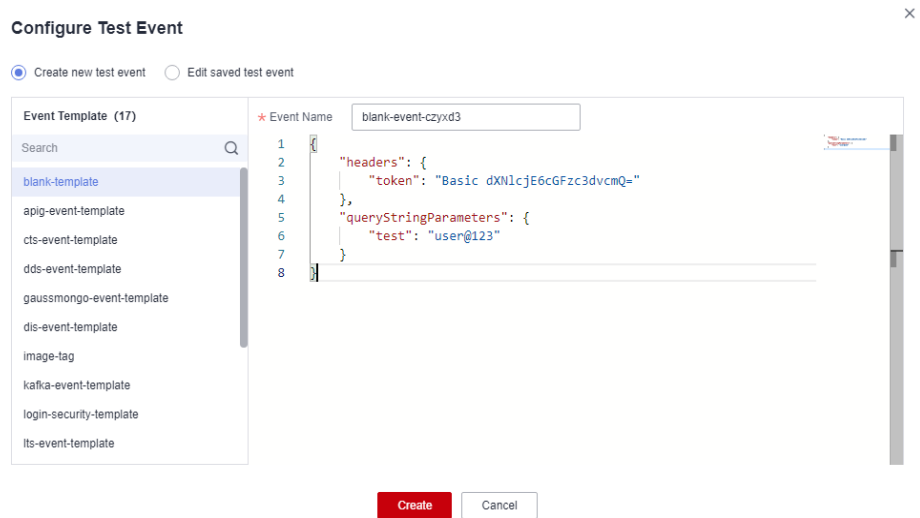 Configure Test Event
Create new test event Edit saved test event
Event Template (17)
Search
blank-template
apig-event-template
cts-event-template
dds-event-template
gaussmongo-event-template
dis-event-template
image-tag
kafka-event-template
login-security-template
lts-event-template
* Event Name blank-event-czyxd3
1 {
2 "headers": {
3 "token": "Basic dXNlcjE6cGFzc3dvcmQ="
4 },
5 "queryStringParameters": {
6 "test": "user@123"
7 }
8 }
Create Cancel